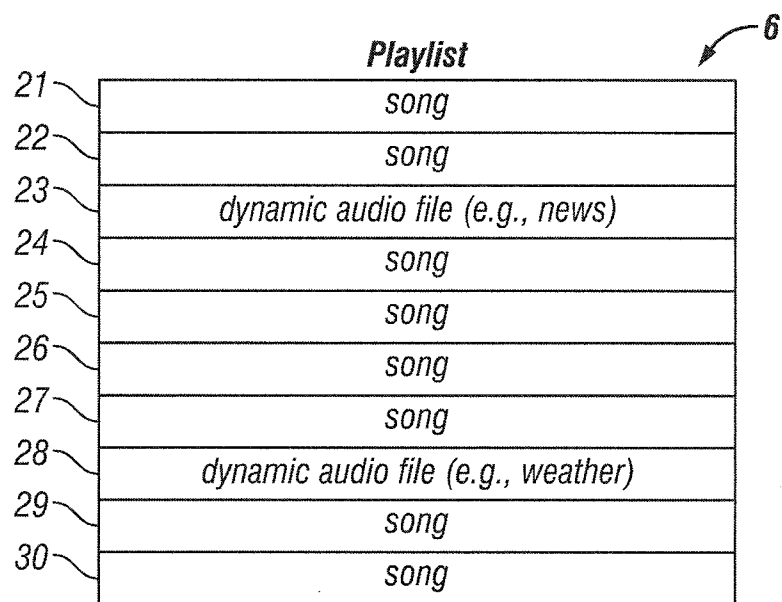 6
Playlist
21 song
22 song
23 dynamic audio file (e.g., news)
24 song
25 song
26 song
27 song
28 dynamic audio file (e.g., weather)
29 song
30 song